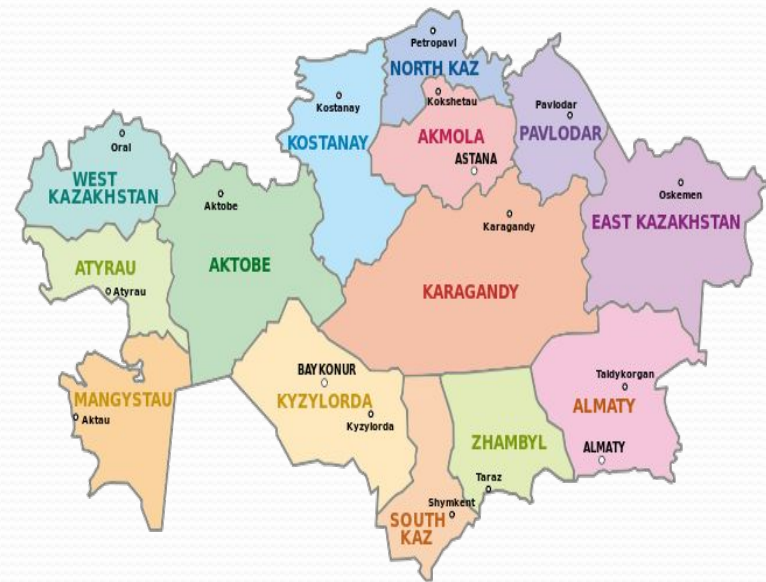 Petropavl
NORTH KAZ
Kostanay
Kokshetau
Pavlodar
KOSTANAY
AKMOLA
PAVLODAR
ASTANA
Oral
WEST
KAZAKHSTAN
Aktobe
Oskemen
Karagandy
EAST KAZAKHSTAN
ATYRAU
Atyrau
AKTOBE
KARAGANDY
BAYKONUR
Taldykorgan
MANGYSTAU
Aktau
KYZYLORDA
Kyzylorda
ALMATY
ZHAMBYL
ALMATY
Taraz
Shymkent
SOUTH
KAZ